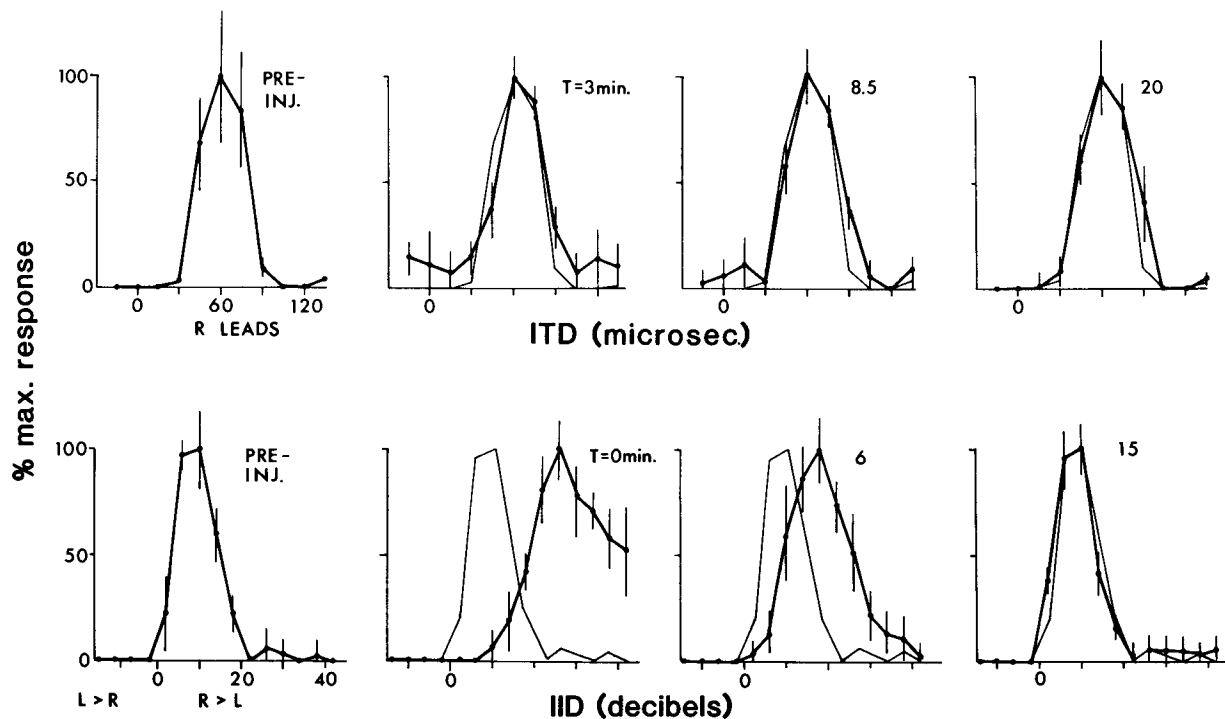 % max. response
100
50
0
PRE-
INJ.
T=3min.
8.5
20
0 60 120
R LEADS
0
0
0
ITD (microsec.)
100
50
0
PRE-
INJ.
T=0min.
6
15
0 20 40
L>R R>L
0
0
0
IID (decibels)